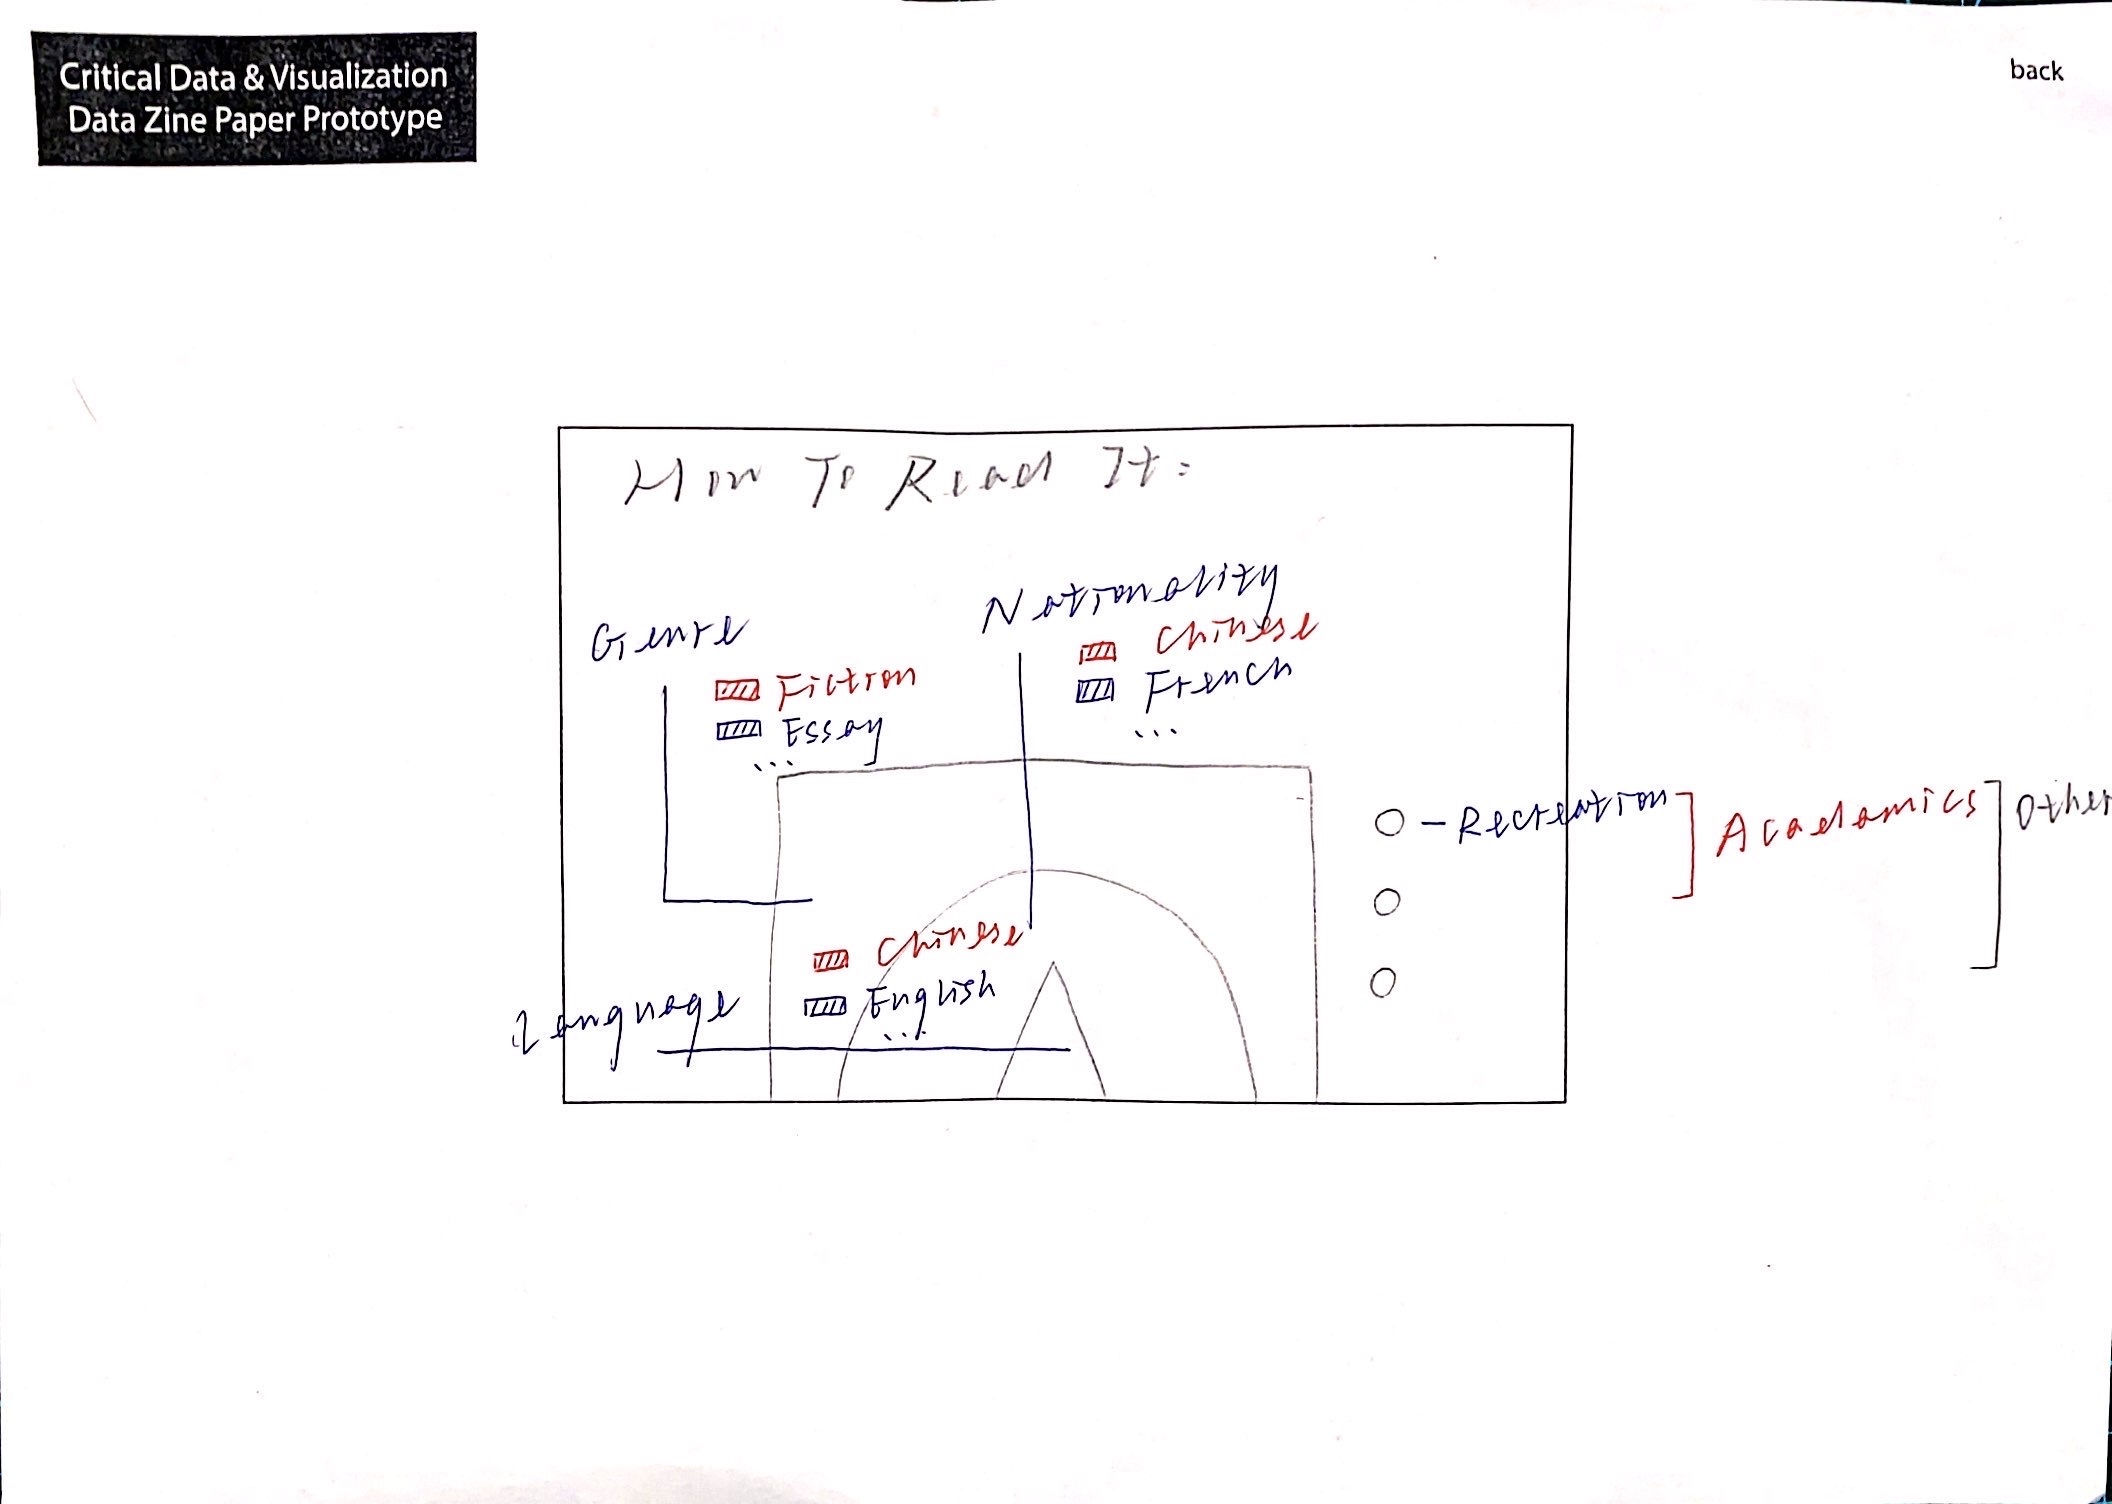 Critical Data & Visualization
Data Zine Paper Prototype
back
How To Read It:
Genre
Fiction
Essay
...
Nationality
Chinese
French
...
Language
Chinese
English
...
Recreation
Acadamics
Other